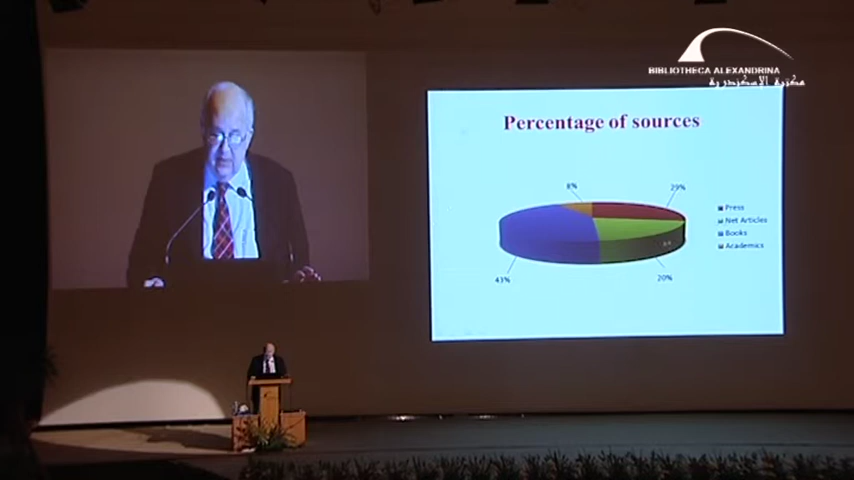 BIBLIOTHECA ALEXANDRINA
مكتبة الإسكندرية
Percentage of sources
8%
29%
Press
Net Articles
Books
Academics
43%
20%